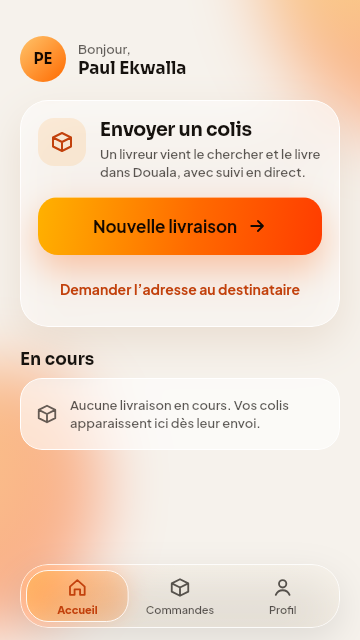 PE
Bonjour,
Paul Ekwalla
Envoyer un colis
Un livreur vient le chercher et le livre
dans Douala, avec suivi en direct.
Nouvelle livraison →
Demander l’adresse au destinataire
En cours
Aucune livraison en cours. Vos colis
apparaissent ici dès leur envoi.
Accueil
Commandes
Profil